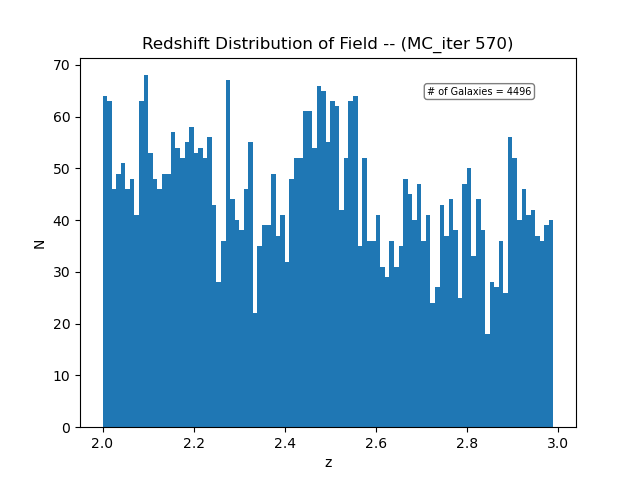 Redshift Distribution of Field -- (MC_iter 570)
# of Galaxies = 4496
70
60
50
40
30
20
10
0
N
2.0 2.2 2.4 2.6 2.8 3.0
z